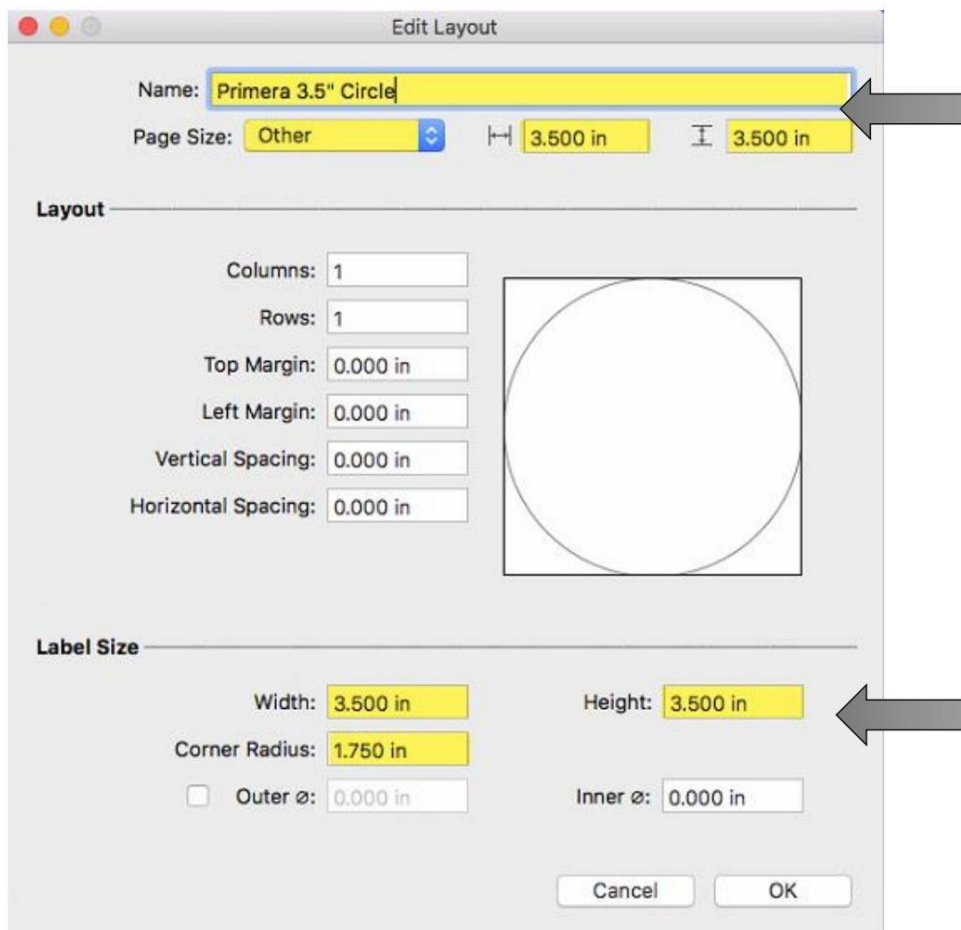 Edit Layout
Name: Primera 3.5" Circle
Page Size: Other 3.500 in 3.500 in
Layout
Columns: 1
Rows: 1
Top Margin: 0.000 in
Left Margin: 0.000 in
Vertical Spacing: 0.000 in
Horizontal Spacing: 0.000 in
Label Size
Width: 3.500 in Height: 3.500 in
Corner Radius: 1.750 in
Outer ⌀: 0.000 in Inner ⌀: 0.000 in
Cancel OK